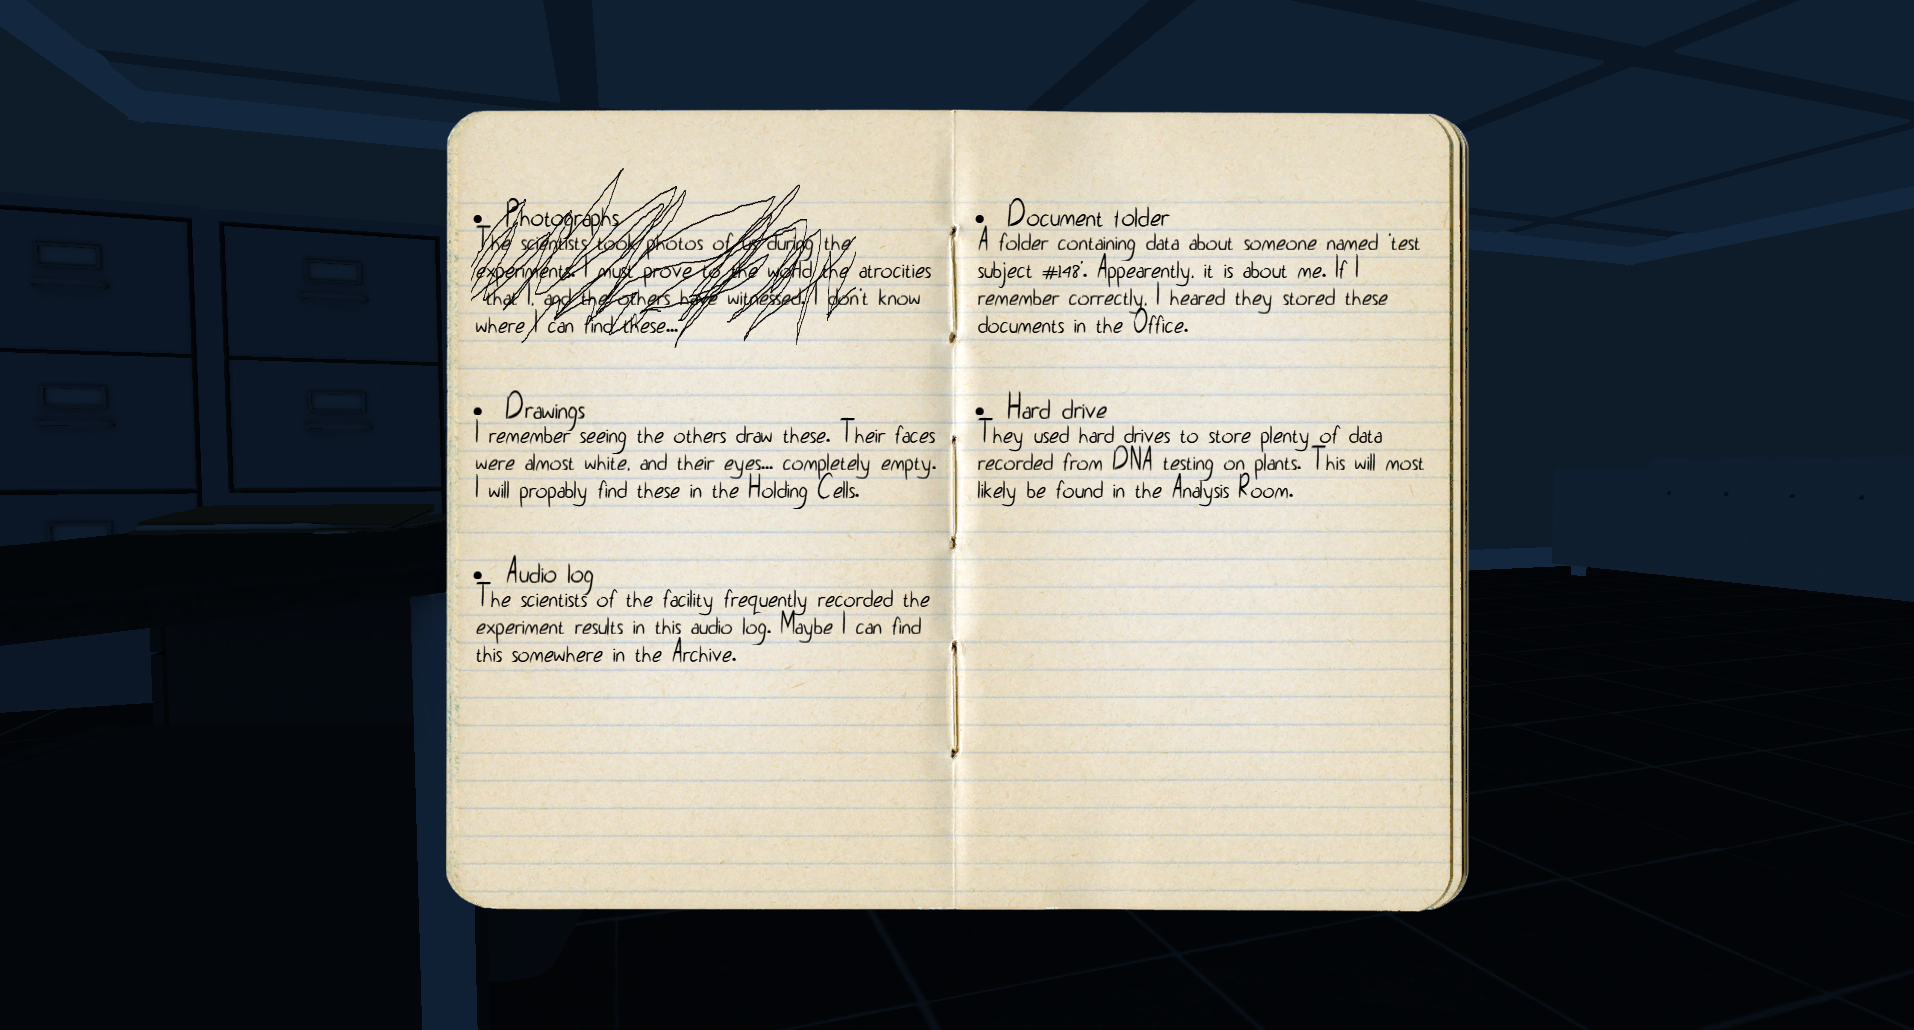 • Photographs
The scientists took photos of us during the
experiments. I must prove to the world the atrocities
that I, and the others have witnessed. I don't know
where I can find these...
• Drawings
I remember seeing the others draw these. Their faces
were almost white, and their eyes... completely empty.
I will propably find these in the Holding Cells.
• Audio log
The scientists of the facility frequently recorded the
experiment results in this audio log. Maybe I can find
this somewhere in the Archive.
• Document folder
A folder containing data about someone named 'test
subject #148'. Appearently, it is about me. If I
remember correctly, I heared they stored these
documents in the Office.
• Hard drive
They used hard drives to store plenty of data
recorded from DNA testing on plants. This will most
likely be found in the Analysis Room.